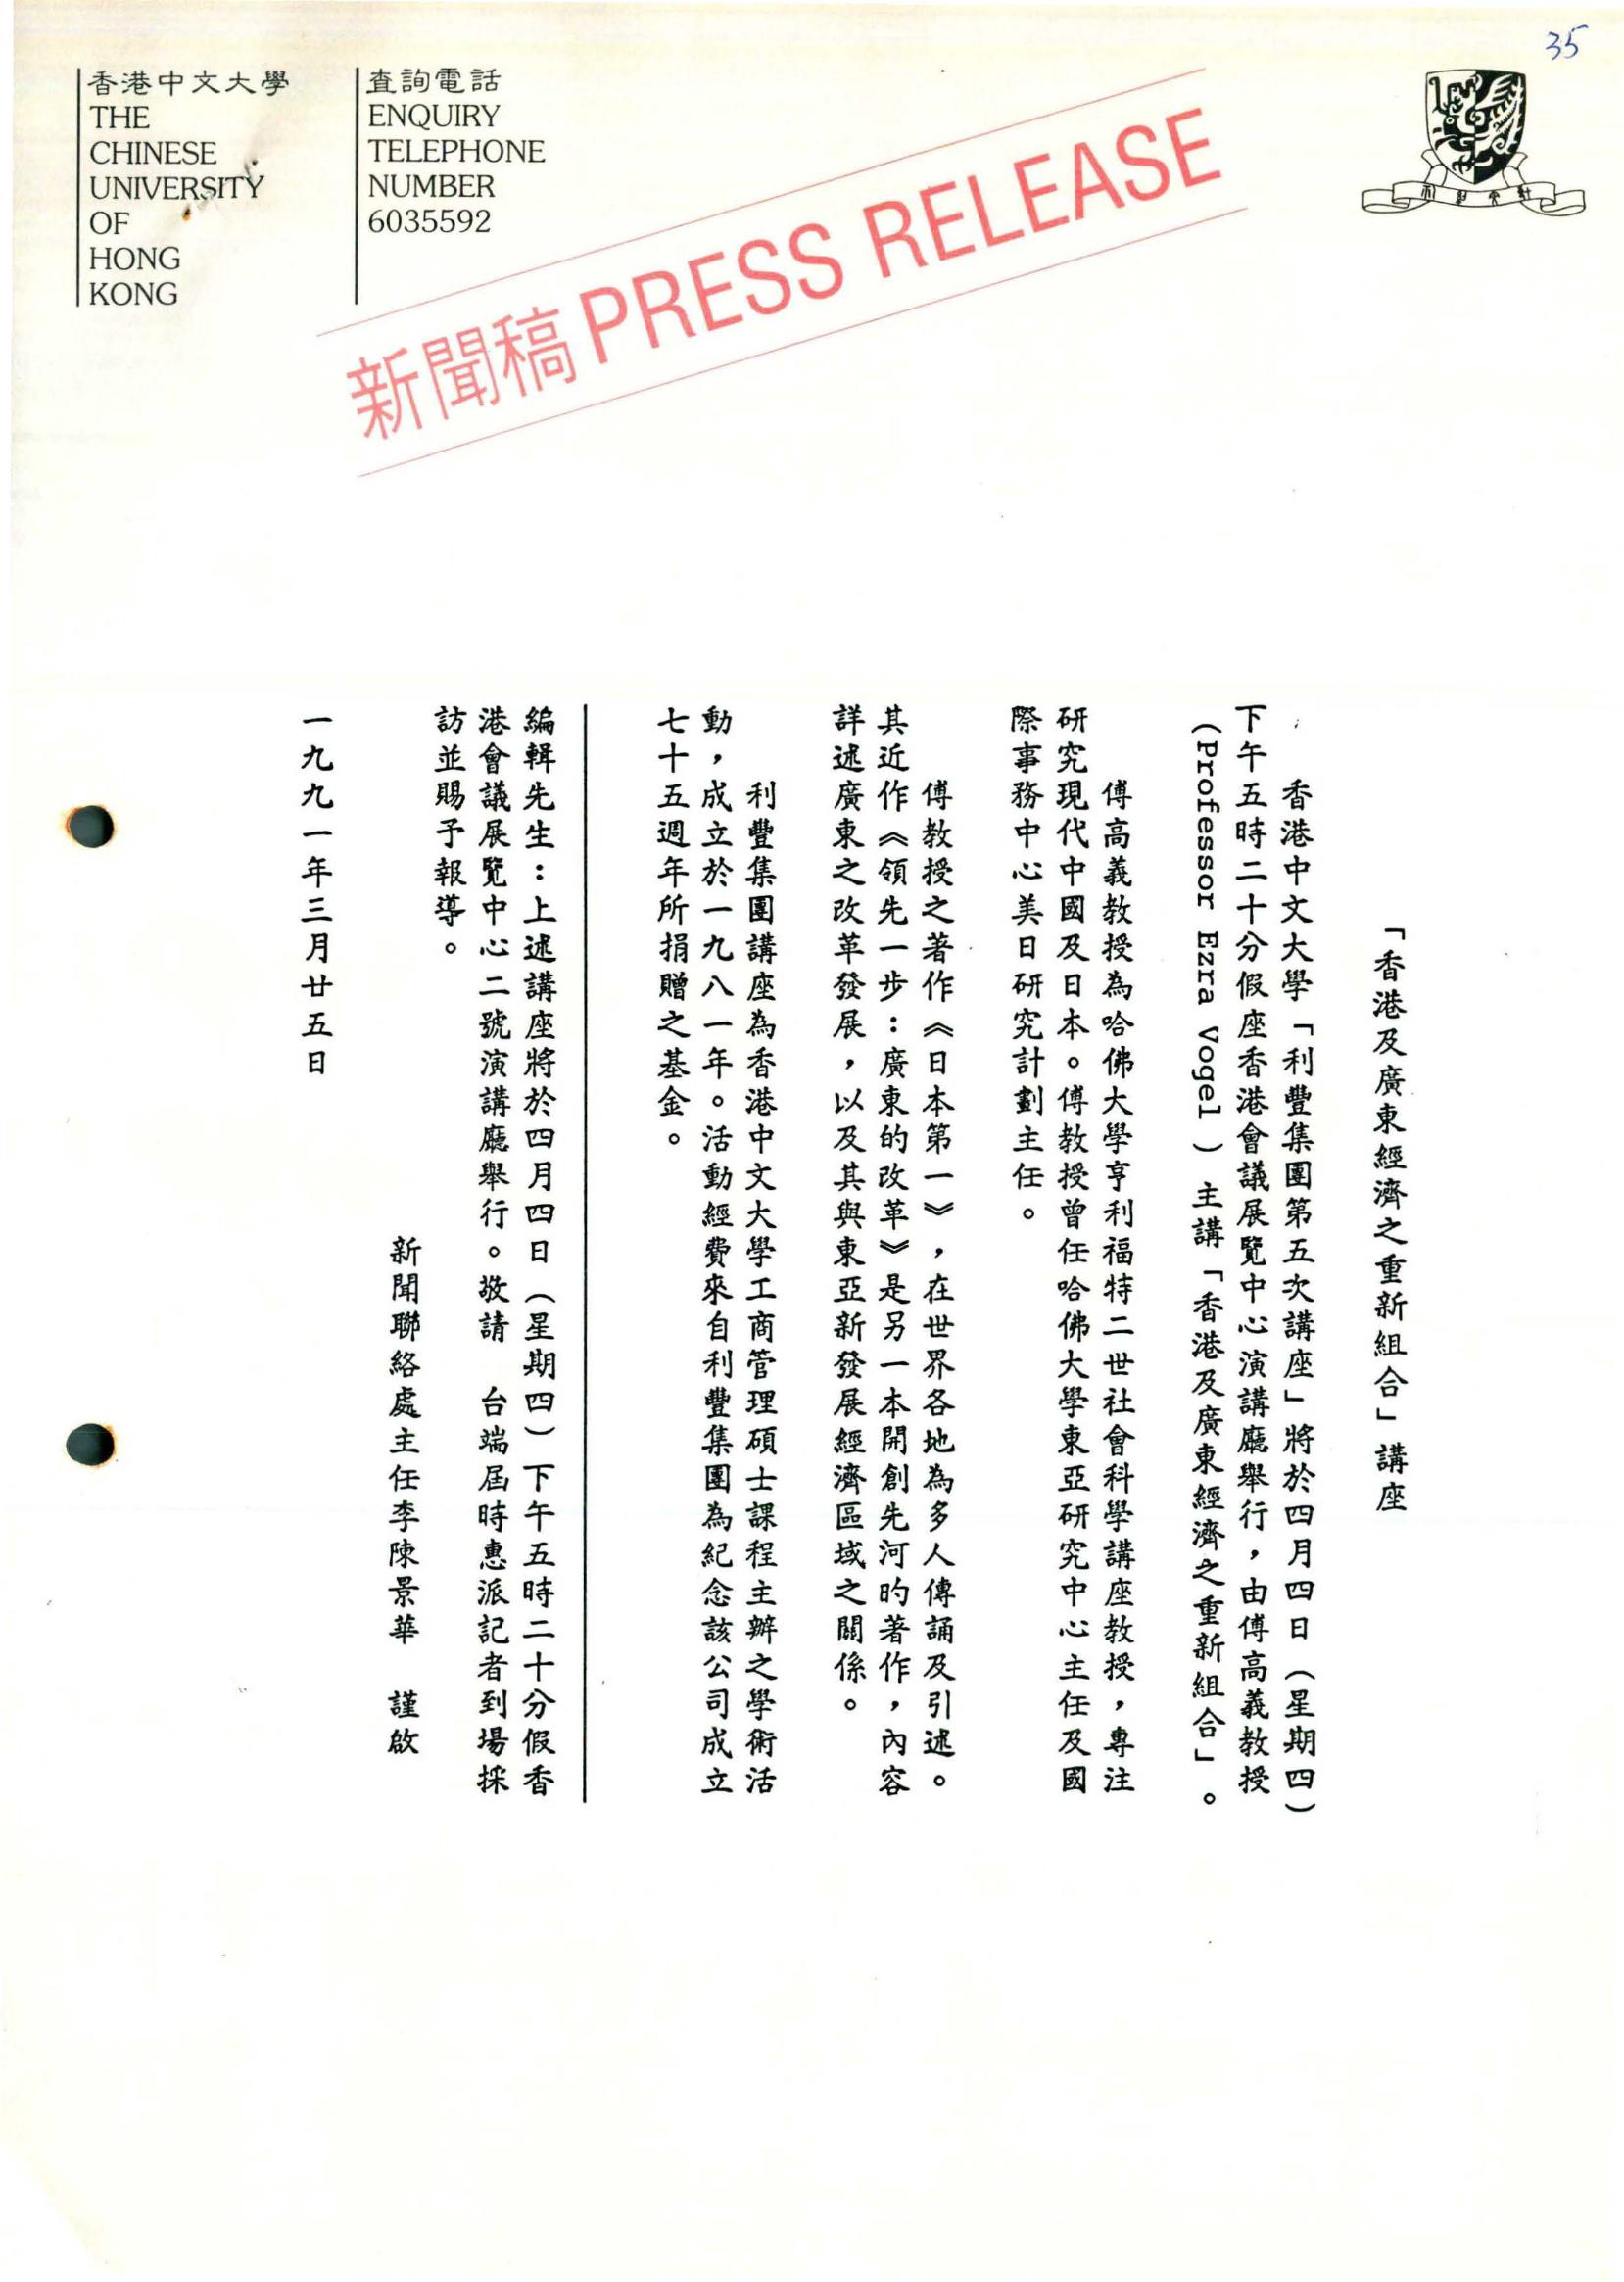 35
香港中文大學
THE
CHINESE
UNIVERSITY
OF
HONG
KONG
查詢電話
ENQUIRY
TELEPHONE
NUMBER
6035592
新聞稿 PRESS RELEASE
「香港及廣東經濟之重新組合」講座
香港中文大學「利豐集團第五次講座」將於四月四日（星期四）
下午五時二十分假座香港會議展覽中心演講廳舉行，由傅高義教授
（Professor Ezra Vogel）主講「香港及廣東經濟之重新組合」。
傅高義教授為哈佛大學亨利福特二世社會科學講座教授，專注
研究現代中國及日本。傅教授曾任哈佛大學東亞研究中心主任及國
際事務中心美日研究計劃主任。
傅教授之著作《日本第一》，在世界各地為多人傳誦及引述。
其近作《領先一步：廣東的改革》是另一本開創先河的著作，內容
詳述廣東之改革發展，以及其與東亞新發展經濟區域之關係。
利豐集團講座為香港中文大學工商管理碩士課程主辦之學術活
動，成立於一九八一年。活動經費來自利豐集團為紀念該公司成立
七十五週年所捐贈之基金。
編輯先生：上述講座將於四月四日（星期四）下午五時二十分假香
港會議展覽中心二號演講廳舉行。敬請　台端屆時惠派記者到場採
訪並賜予報導。
新聞聯絡處主任李陳景華　謹啟
一九九一年三月廿五日